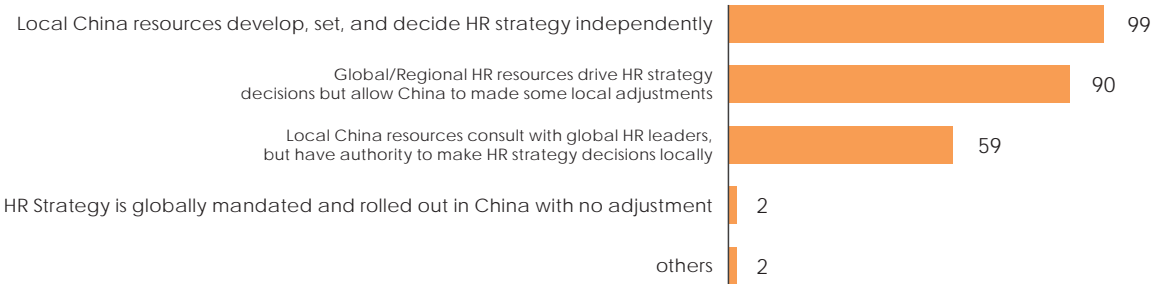 Local China resources develop, set, and decide HR strategy independently
99
Global/Regional HR resources drive HR strategy
decisions but allow China to made some local adjustments
90
Local China resources consult with global HR leaders,
but have authority to make HR strategy decisions locally
59
HR Strategy is globally mandated and rolled out in China with no adjustment
2
others
2